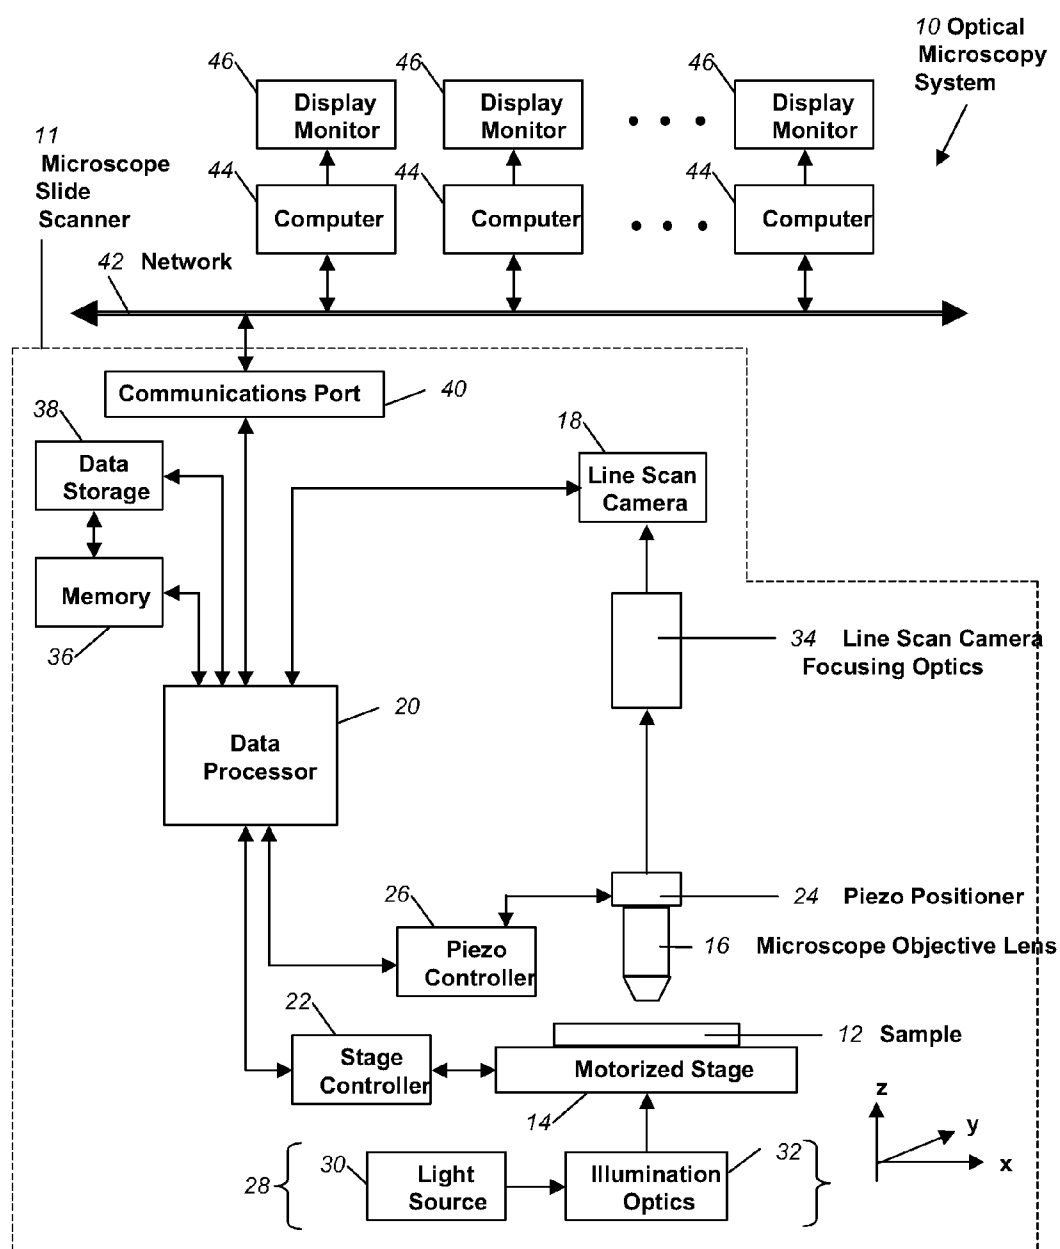 10 Optical
Microscopy
System
46
Display
Monitor
46
Display
Monitor
46
Display
Monitor
11
Microscope
Slide
Scanner
44
Computer
44
Computer
44
Computer
42 Network
Communications Port
40
38
Data
Storage
18
Line Scan
Camera
Memory
36
34 Line Scan Camera
Focusing Optics
20
Data
Processor
24 Piezo Positioner
26
Piezo
Controller
16 Microscope Objective Lens
22
Stage
Controller
12 Sample
Motorized Stage
14
z
y
x
28
30
Light
Source
Illumination
Optics
32